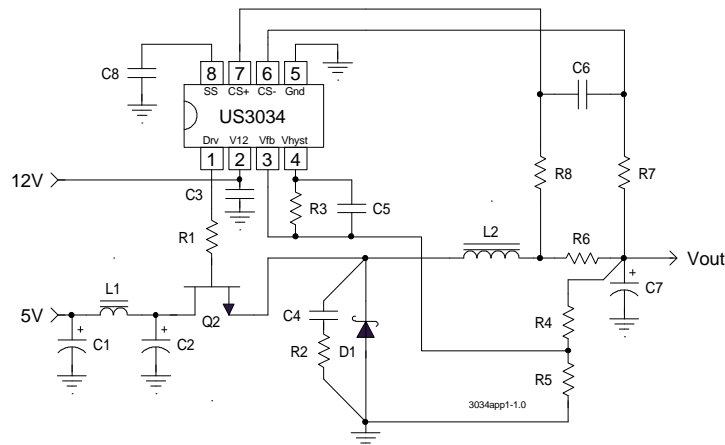 C8
8
7
6
5
SS
CS+
CS-
Gnd
US3034
Drv
V12
Vfb
Vhyst
1
2
3
4
C6
R8
R7
12V
C3
R3
C5
R1
L2
R6
Vout
C7
5V
L1
C1
C2
Q2
C4
R2
D1
R4
R5
3034app1-1.0
+
+
+